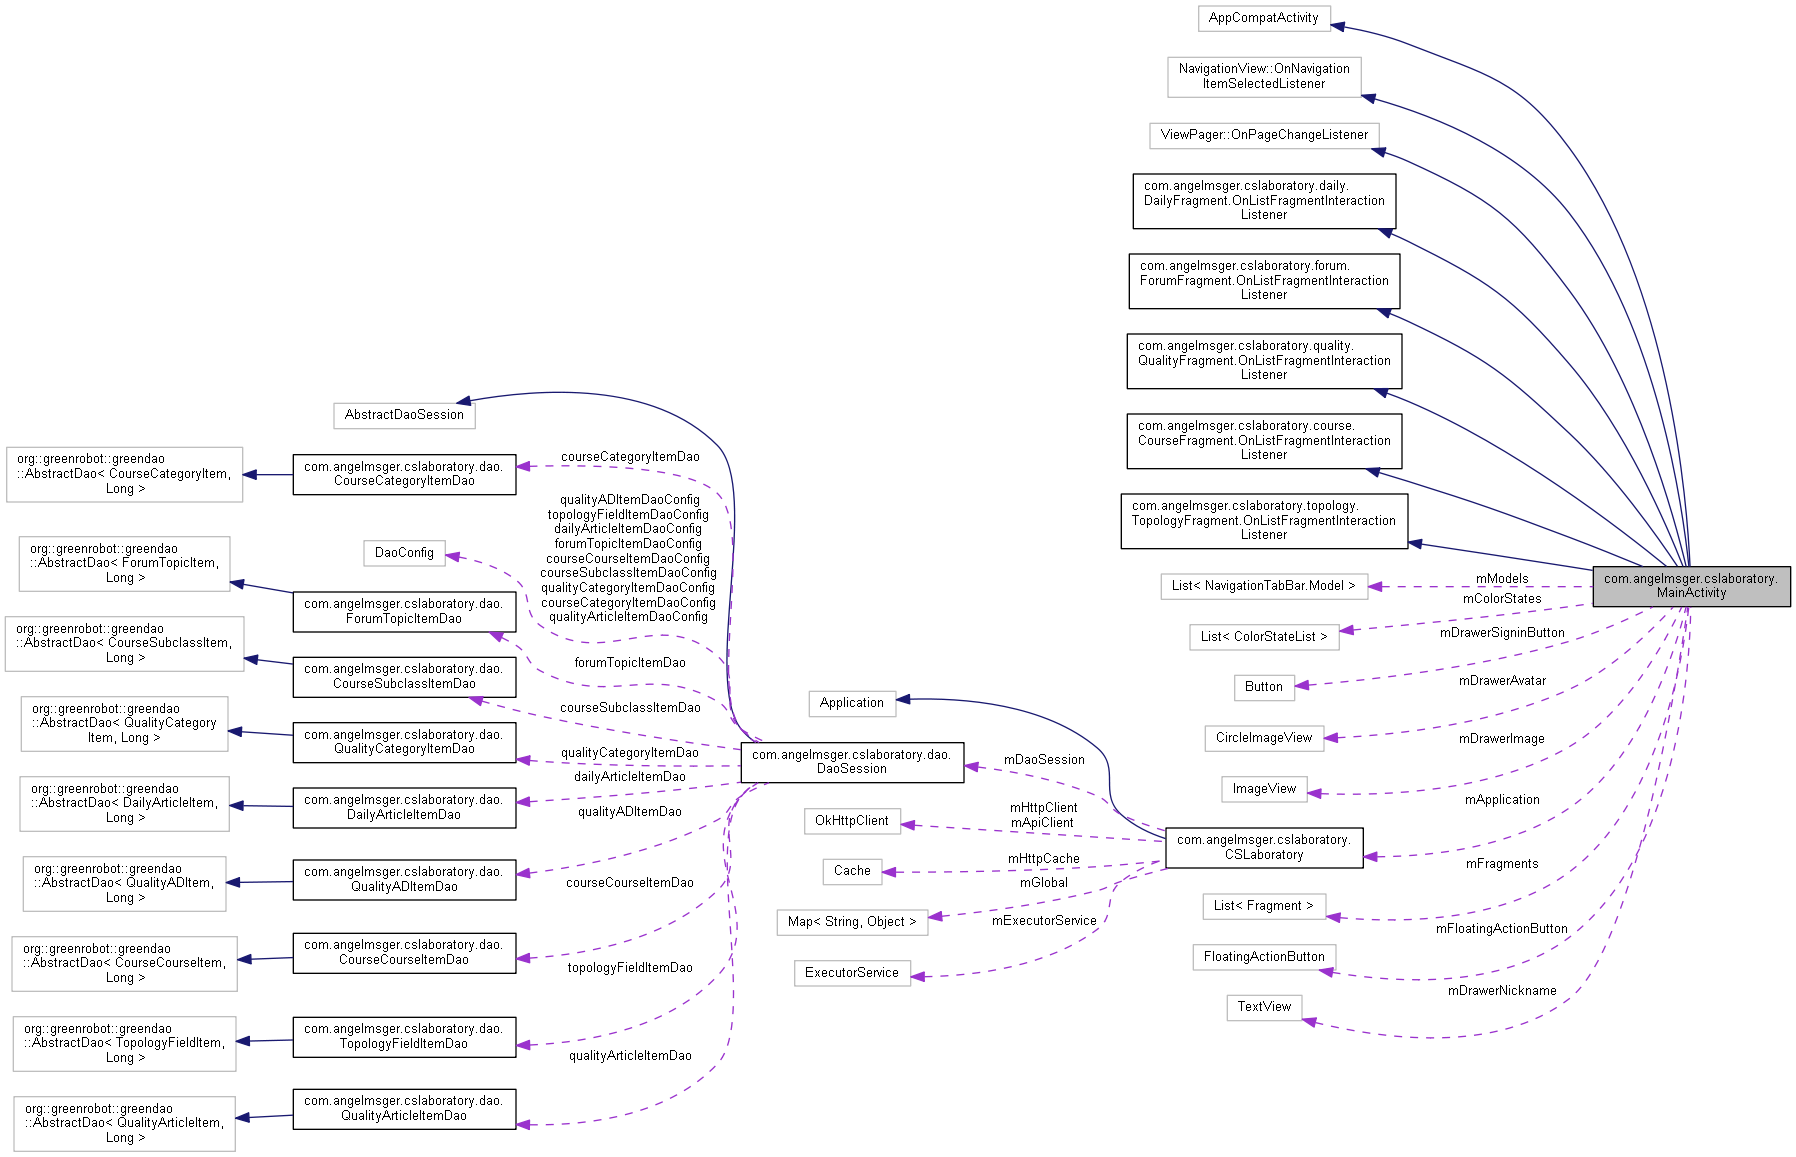 AppCompatActivity
NavigationView::OnNavigation
ItemSelectedListener
ViewPager::OnPageChangeListener
com.angelmsger.cslaboratory.daily.
DailyFragment.OnListFragmentInteraction
Listener
com.angelmsger.cslaboratory.forum.
ForumFragment.OnListFragmentInteraction
Listener
com.angelmsger.cslaboratory.quality.
QualityFragment.OnListFragmentInteraction
Listener
com.angelmsger.cslaboratory.course.
CourseFragment.OnListFragmentInteraction
Listener
com.angelmsger.cslaboratory.topology.
TopologyFragment.OnListFragmentInteraction
Listener
com.angelmsger.cslaboratory.
MainActivity
mModels
List< NavigationTabBar.Model >
mColorStates
List< ColorStateList >
mDrawerSigninButton
Button
mDrawerAvatar
CircleImageView
mDrawerImage
ImageView
mApplication
com.angelmsger.cslaboratory.
CSLaboratory
mFragments
List< Fragment >
mFloatingActionButton
FloatingActionButton
mDrawerNickname
TextView
Application
mDaoSession
com.angelmsger.cslaboratory.dao.
DaoSession
mHttpClient
mApiClient
OkHttpClient
mHttpCache
Cache
mGlobal
Map< String, Object >
mExecutorService
ExecutorService
AbstractDaoSession
courseCategoryItemDao
com.angelmsger.cslaboratory.dao.
CourseCategoryItemDao
org::greenrobot::greendao
::AbstractDao< CourseCategoryItem,
Long >
qualityADItemDaoConfig
topologyFieldItemDaoConfig
dailyArticleItemDaoConfig
forumTopicItemDaoConfig
courseCourseItemDaoConfig
courseSubclassItemDaoConfig
qualityCategoryItemDaoConfig
courseCategoryItemDaoConfig
qualityArticleItemDaoConfig
DaoConfig
forumTopicItemDao
com.angelmsger.cslaboratory.dao.
ForumTopicItemDao
org::greenrobot::greendao
::AbstractDao< ForumTopicItem,
Long >
courseSubclassItemDao
com.angelmsger.cslaboratory.dao.
CourseSubclassItemDao
org::greenrobot::greendao
::AbstractDao< CourseSubclassItem,
Long >
qualityCategoryItemDao
com.angelmsger.cslaboratory.dao.
QualityCategoryItemDao
org::greenrobot::greendao
::AbstractDao< QualityCategory
Item, Long >
dailyArticleItemDao
com.angelmsger.cslaboratory.dao.
DailyArticleItemDao
org::greenrobot::greendao
::AbstractDao< DailyArticleItem,
Long >
qualityADItemDao
com.angelmsger.cslaboratory.dao.
QualityADItemDao
org::greenrobot::greendao
::AbstractDao< QualityADItem,
Long >
courseCourseItemDao
com.angelmsger.cslaboratory.dao.
CourseCourseItemDao
org::greenrobot::greendao
::AbstractDao< CourseCourseItem,
Long >
topologyFieldItemDao
com.angelmsger.cslaboratory.dao.
TopologyFieldItemDao
org::greenrobot::greendao
::AbstractDao< TopologyFieldItem,
Long >
qualityArticleItemDao
com.angelmsger.cslaboratory.dao.
QualityArticleItemDao
org::greenrobot::greendao
::AbstractDao< QualityArticleItem,
Long >